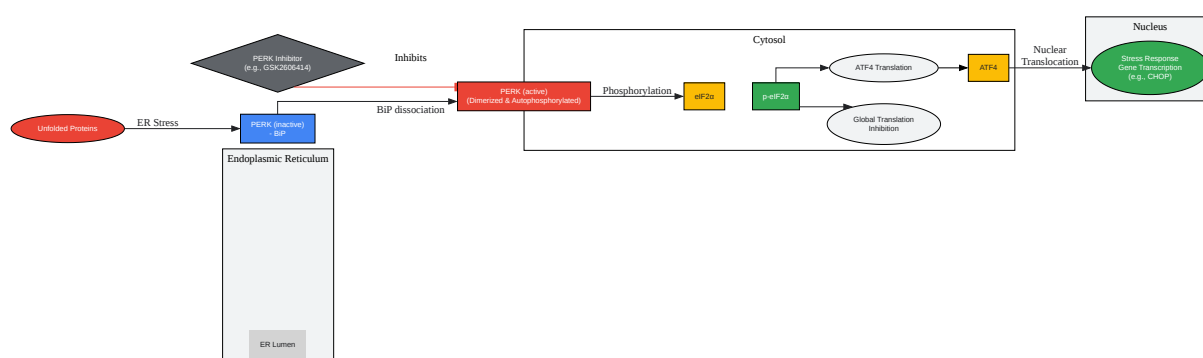 Nucleus
Cytosol
PERK Inhibitor
(e.g., GSK2606414)
Inhibits
Nuclear
Translocation
Stress Response
Gene Transcription
(e.g., CHOP)
ATF4 Translation
ATF4
PERK (active)
(Dimerized & Autophosphorylated)
Phosphorylation
eIF2α
p-eIF2α
BiP dissociation
Unfolded Proteins
ER Stress
PERK (inactive)
- BiP
Global Translation
Inhibition
Endoplasmic Reticulum
ER Lumen